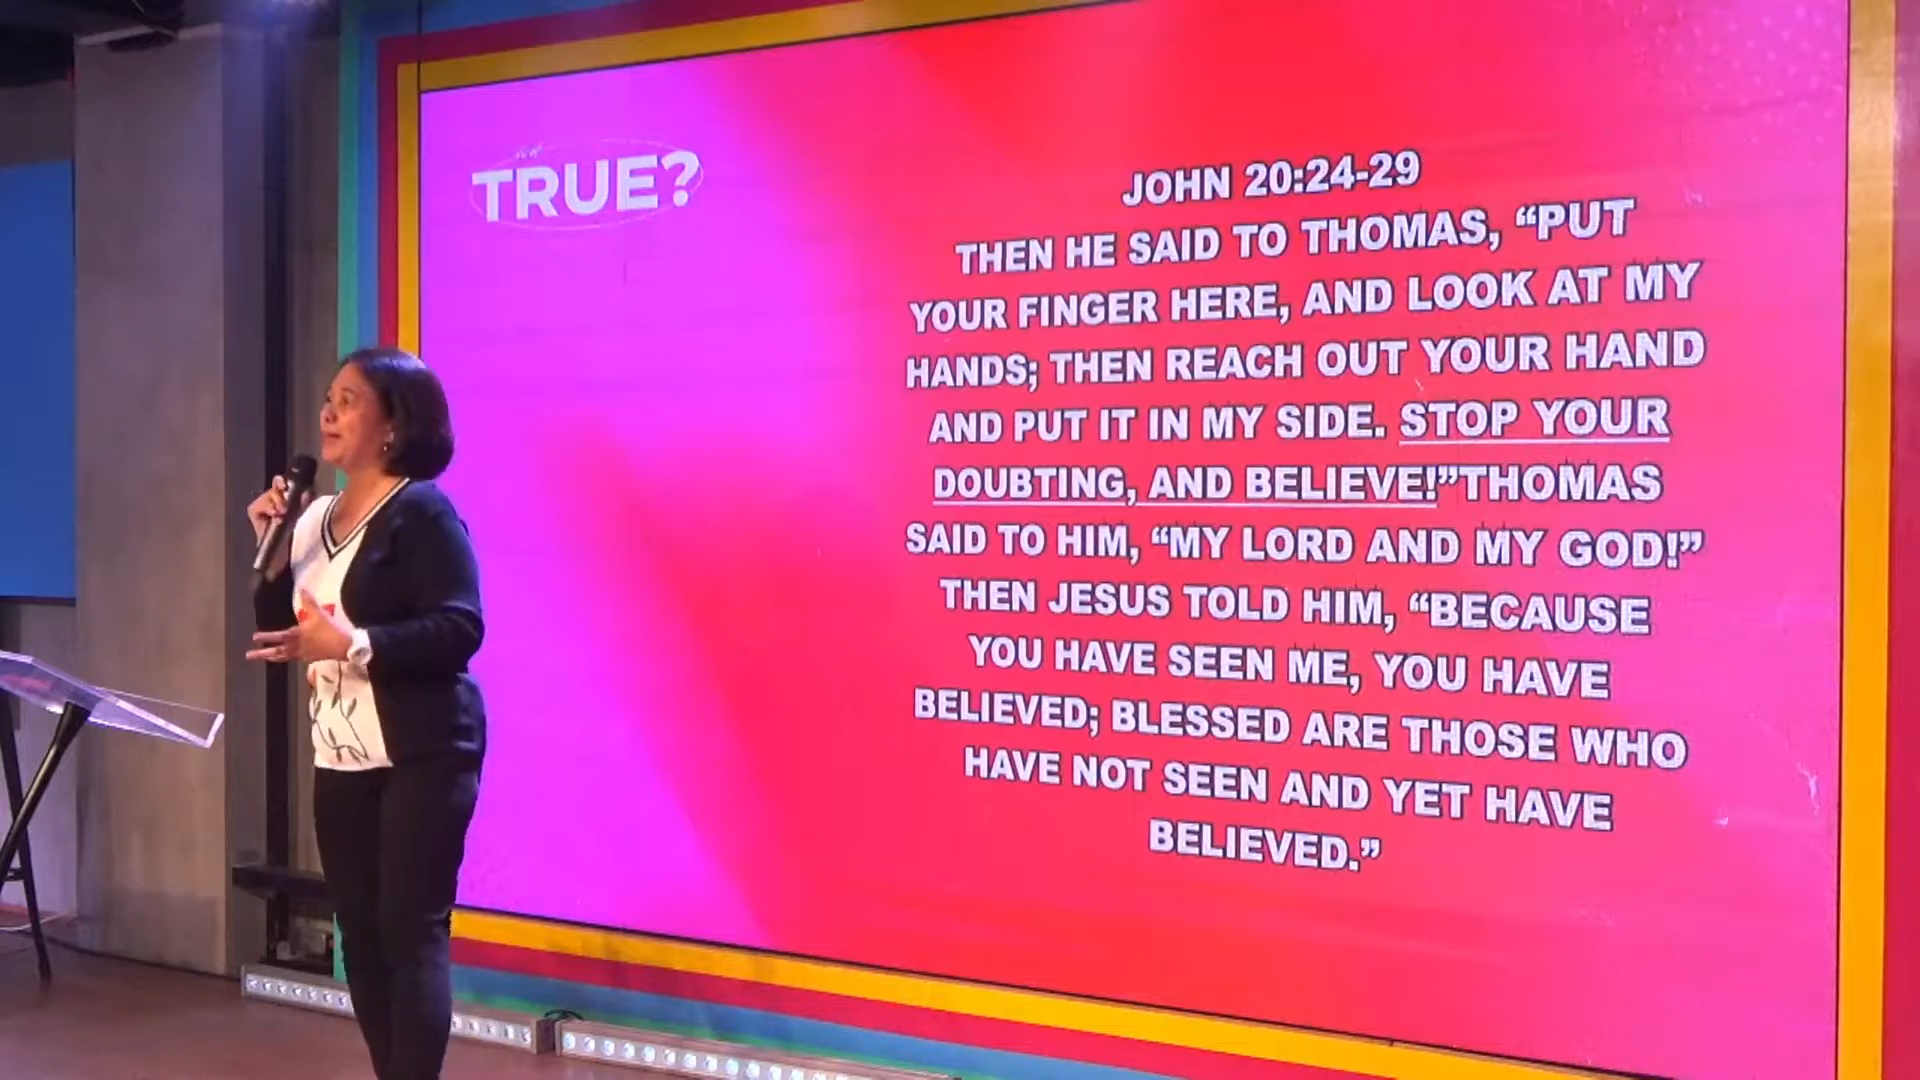 TRUE?
JOHN 20:24-29
THEN HE SAID TO THOMAS, “PUT
YOUR FINGER HERE, AND LOOK AT MY
HANDS; THEN REACH OUT YOUR HAND
AND PUT IT IN MY SIDE. STOP YOUR
DOUBTING, AND BELIEVE!”THOMAS
SAID TO HIM, “MY LORD AND MY GOD!”
THEN JESUS TOLD HIM, “BECAUSE
YOU HAVE SEEN ME, YOU HAVE
BELIEVED; BLESSED ARE THOSE WHO
HAVE NOT SEEN AND YET HAVE
BELIEVED.”